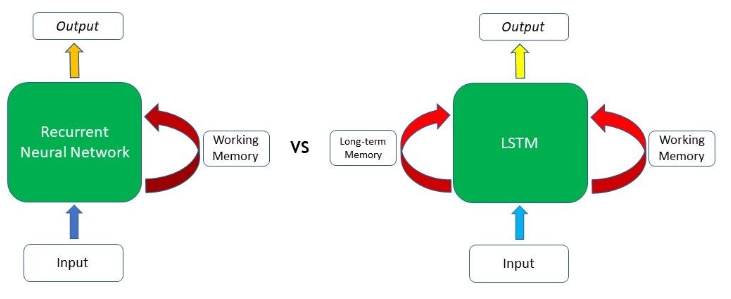 Output
Recurrent
Neural Network
Working
Memory
Input
VS
Output
Long-term
Memory
LSTM
Working
Memory
Input